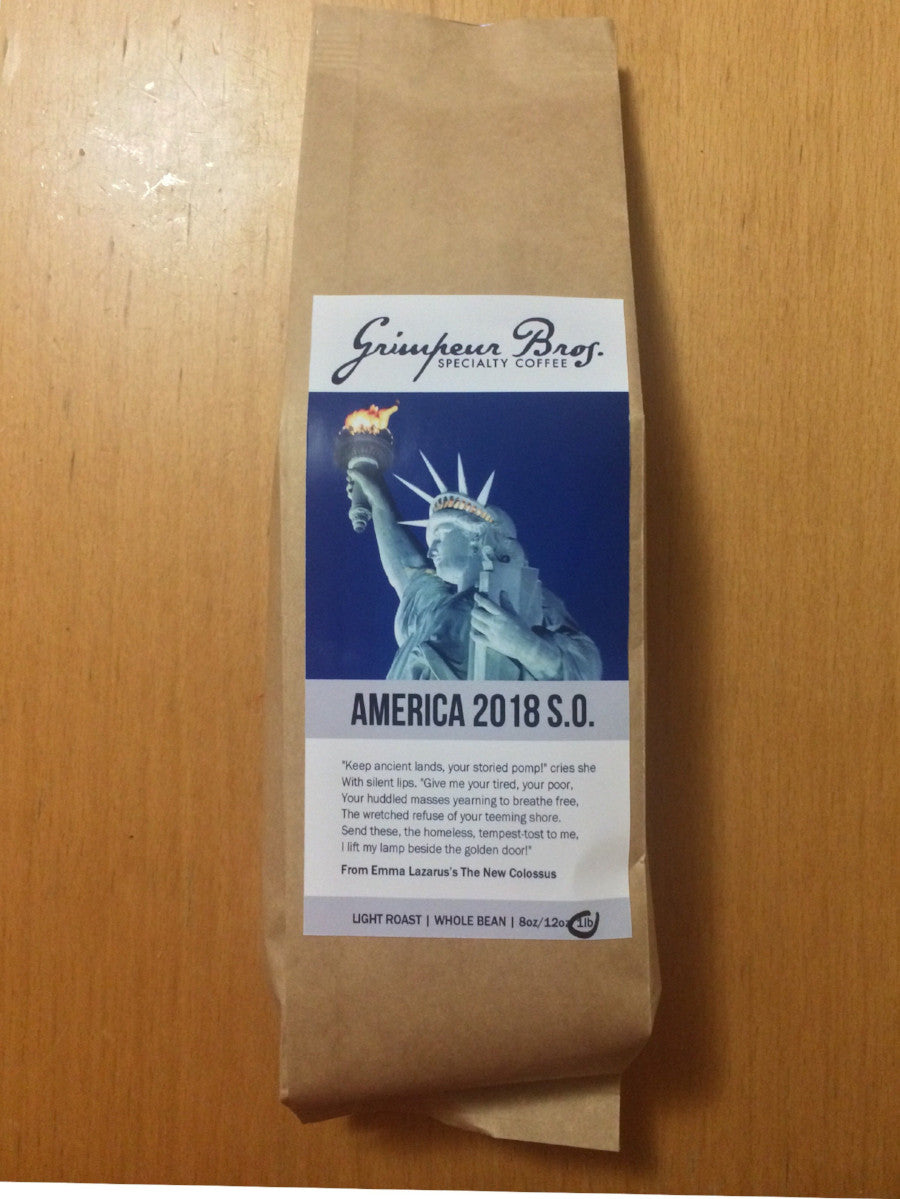 Grimpeur Bros.
SPECIALTY COFFEE
AMERICA 2018 S.O.
"Keep ancient lands, your storied pomp!" cries she
With silent lips. "Give me your tired, your poor,
Your huddled masses yearning to breathe free,
The wretched refuse of your teeming shore.
Send these, the homeless, tempest-tost to me,
I lift my lamp beside the golden door!"
From Emma Lazarus's The New Colossus
LIGHT ROAST | WHOLE BEAN | 8oz/12oz/1lb